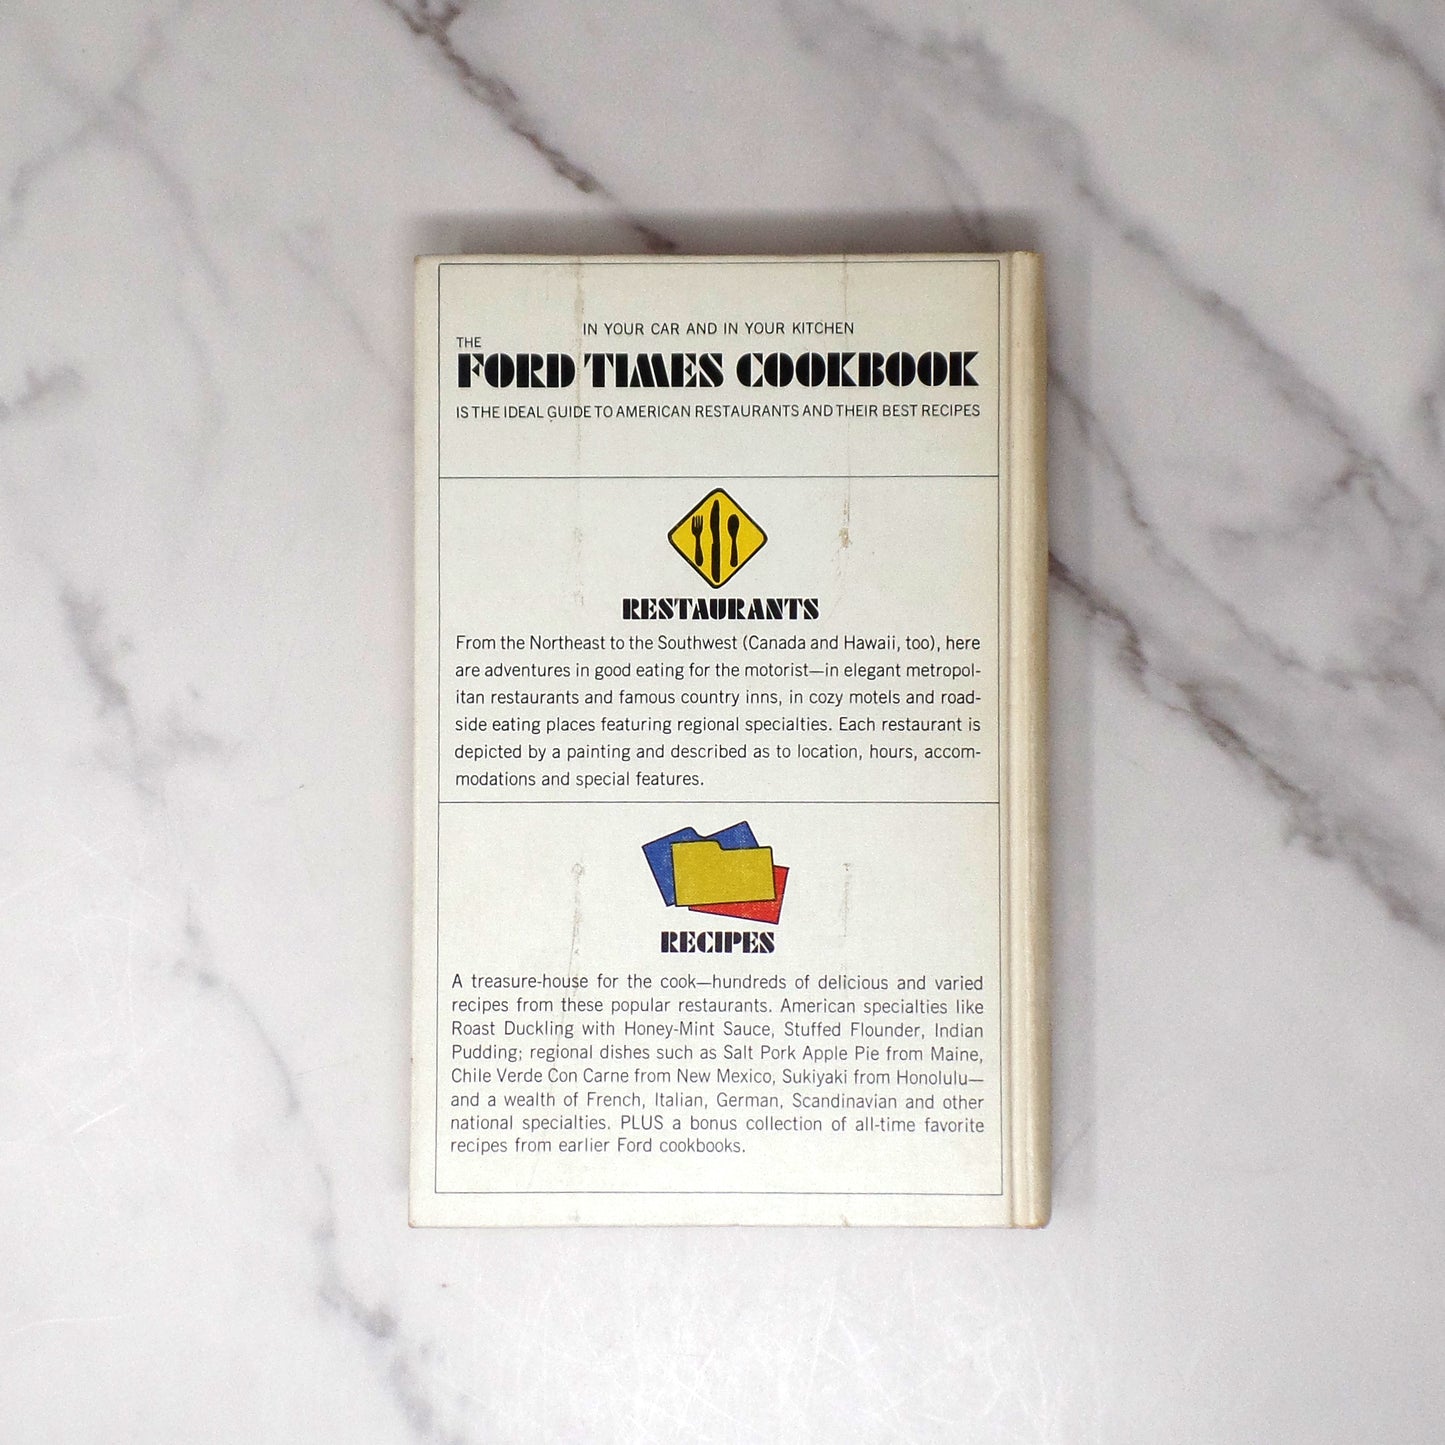 IN YOUR CAR AND IN YOUR KITCHEN
THE
FORD TIMES COOKBOOK
IS THE IDEAL GUIDE TO AMERICAN RESTAURANTS AND THEIR BEST RECIPES
RESTAURANTS
From the Northeast to the Southwest (Canada and Hawaii, too), here
are adventures in good eating for the motorist—in elegant metropol-
itan restaurants and famous country inns, in cozy motels and road-
side eating places featuring regional specialties. Each restaurant is
depicted by a painting and described as to location, hours, accom-
modations and special features.
RECIPES
A treasure-house for the cook—hundreds of delicious and varied
recipes from these popular restaurants. American specialties like
Roast Duckling with Honey-Mint Sauce, Stuffed Flounder, Indian
Pudding; regional dishes such as Salt Pork Apple Pie from Maine,
Chile Verde Con Carne from New Mexico, Sukiyaki from Honolulu—
and a wealth of French, Italian, German, Scandinavian and other
national specialties. PLUS a bonus collection of all-time favorite
recipes from earlier Ford cookbooks.